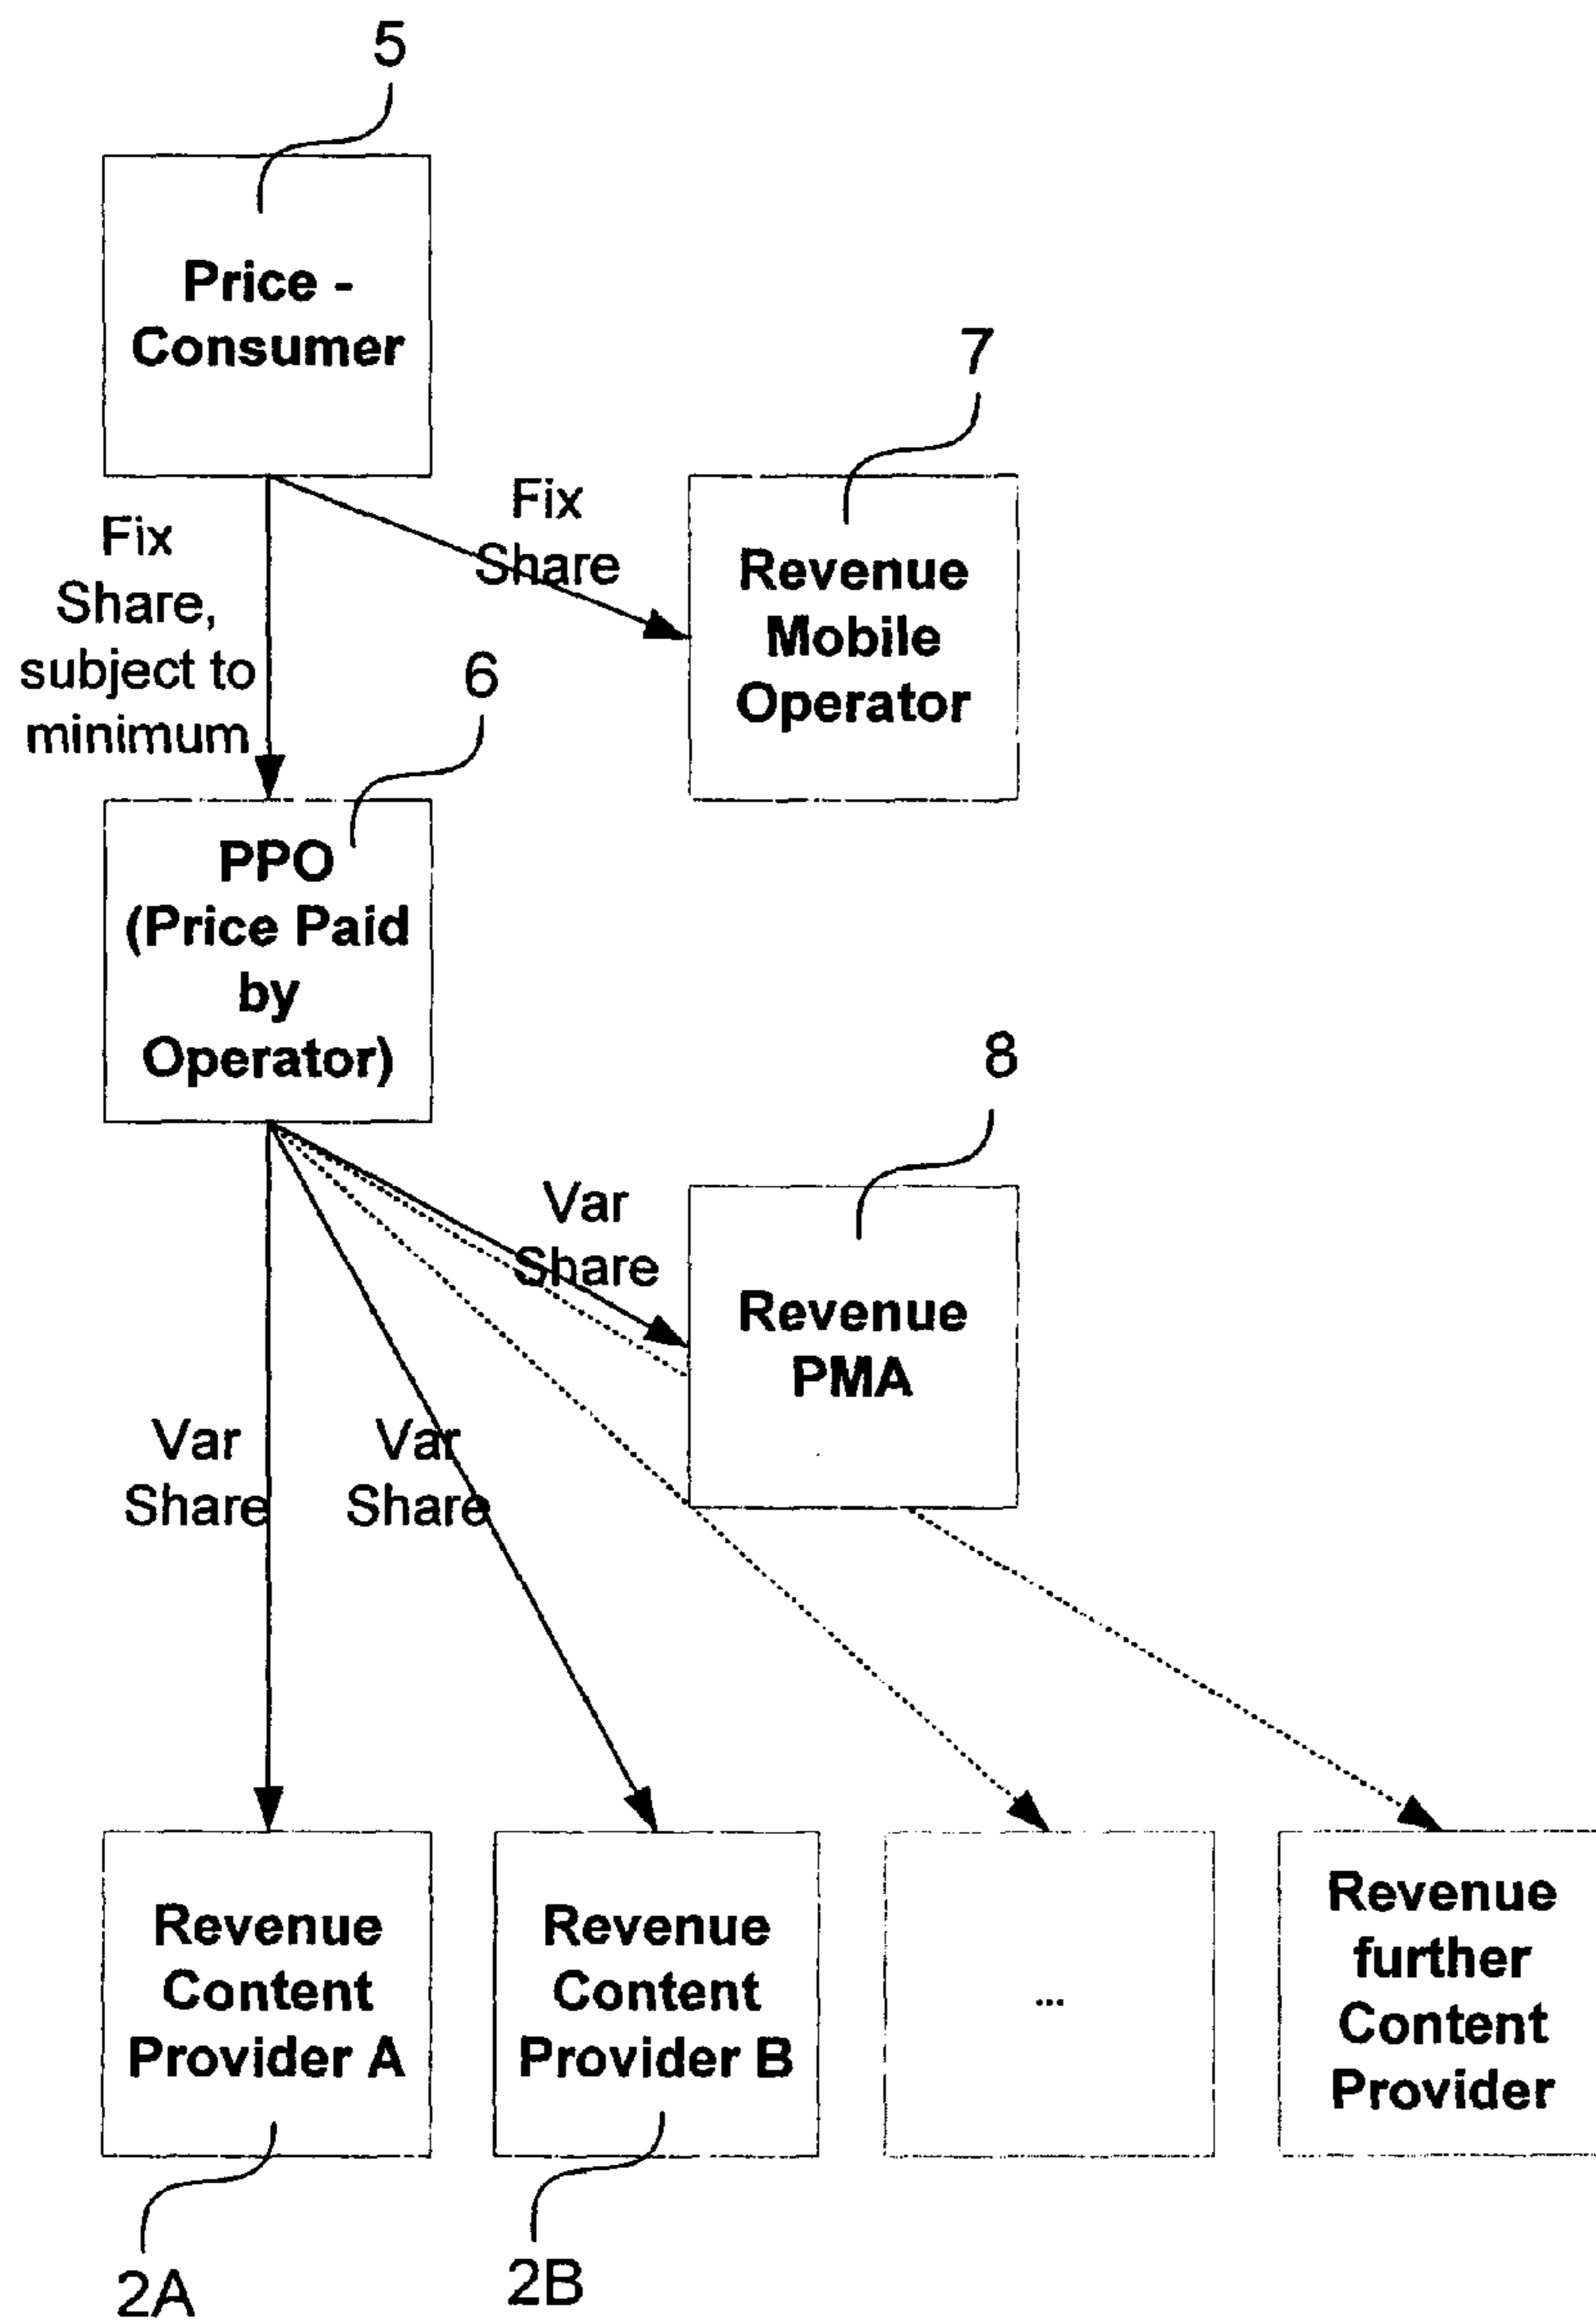 5
Price -
Consumer
7
Fix
Share
Fix
Share,
subject to
minimum
Revenue
Mobile
Operator
6
PPO
(Price Paid
by
Operator)
8
Var
Share
Revenue
PMA
Var
Share
Var
Share
Revenue
Content
Provider A
Revenue
Content
Provider B
...
Revenue
further
Content
Provider
2A
2B